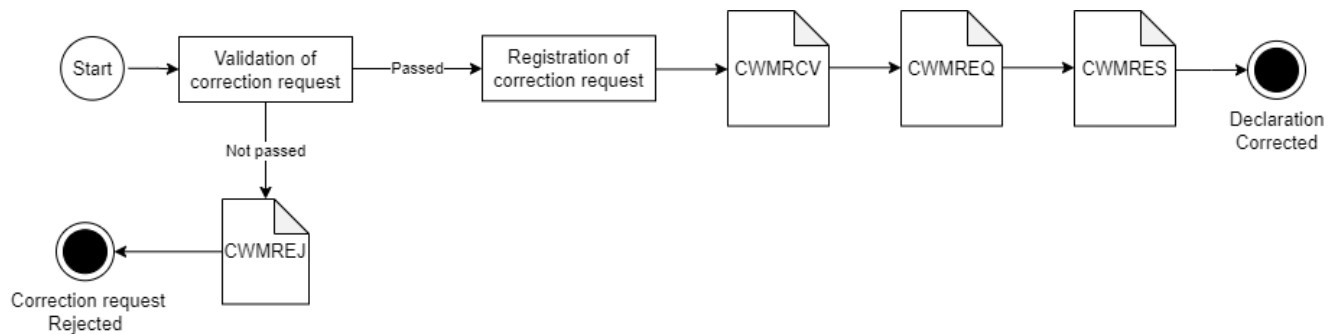 Start
Validation of
correction request
Passed
Registration of
correction request
CWMRCV
CWMREQ
CWMRES
Declaration
Corrected
Not passed
CWMREJ
Correction request
Rejected